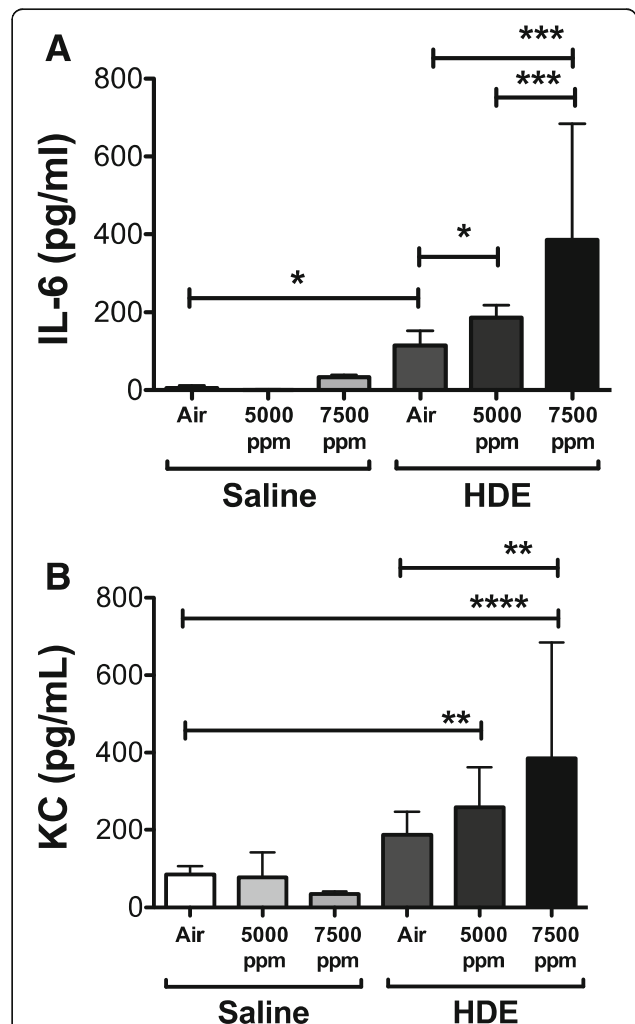 A
***
***
800
600
400
200
0
IL-6 (pg/ml)
*
*
Air 5000 7500 Air 5000 7500
ppm ppm ppm ppm
Saline HDE
B
**
****
**
800
600
400
200
0
KC (pg/mL)
Air 5000 7500 Air 5000 7500
ppm ppm ppm ppm
Saline HDE